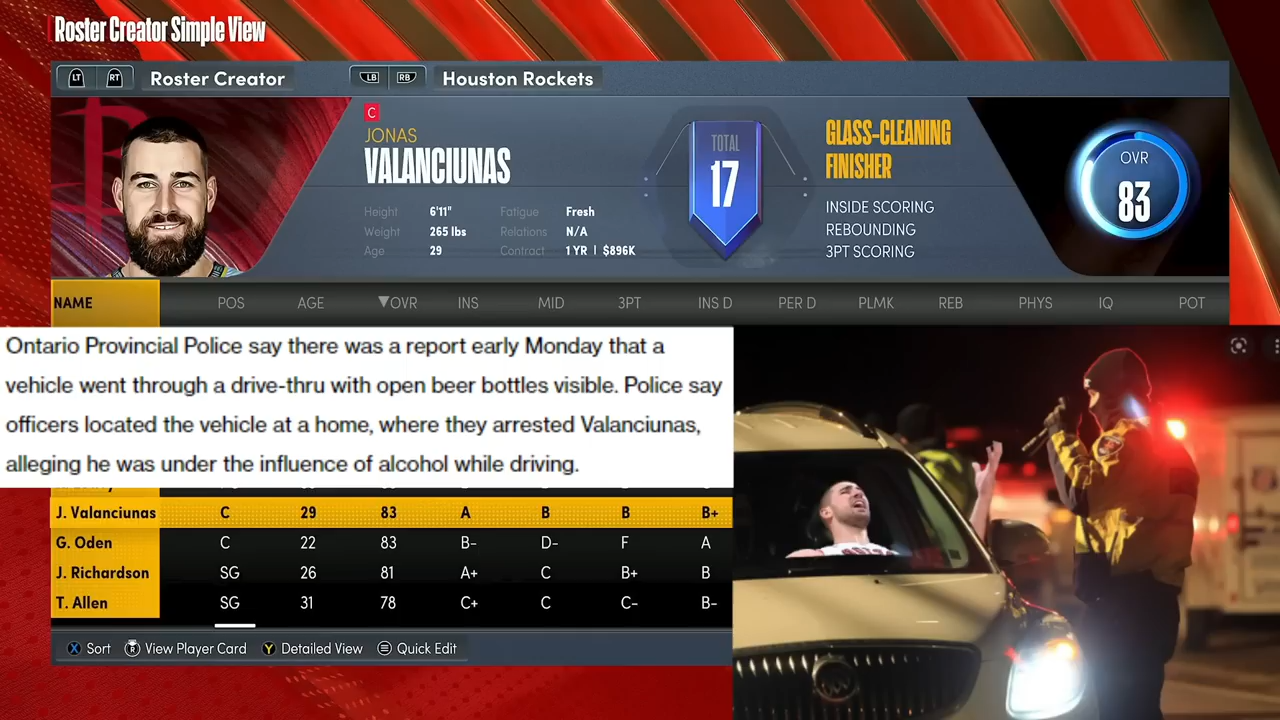 Roster Creator Simple View
LT RT Roster Creator LB RB Houston Rockets
C
JONAS
VALANCIUNAS
Height 6'11" Fatigue Fresh
Weight 265 lbs Relations N/A
Age 29 Contract 1 YR | $896K
TOTAL
17
GLASS-CLEANING
FINISHER
INSIDE SCORING
REBOUNDING
3PT SCORING
OVR
83
NAME POS AGE ▼OVR INS MID 3PT INS D PER D PLMK REB PHYS IQ POT
Ontario Provincial Police say there was a report early Monday that a
vehicle went through a drive-thru with open beer bottles visible. Police say
officers located the vehicle at a home, where they arrested Valanciunas,
alleging he was under the influence of alcohol while driving.
J. Valanciunas C 29 83 A B B B+
G. Oden C 22 83 B- D- F A
J. Richardson SG 26 81 A+ C B+ B
T. Allen SG 31 78 C+ C C- B-
X Sort R View Player Card Y Detailed View Quick Edit